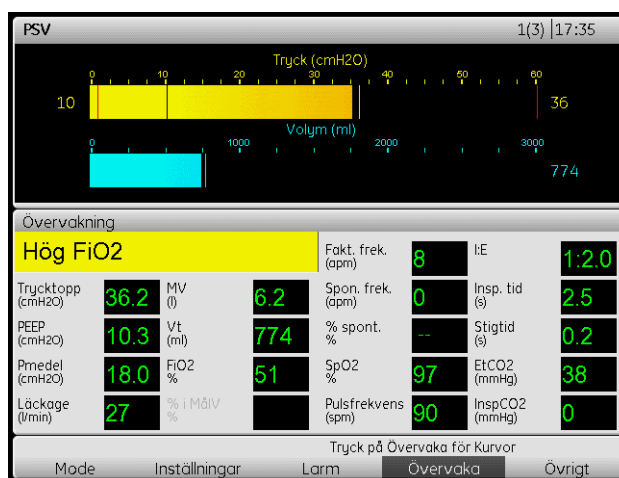 PSV 1(3) | 17:35
Tryck (cmH2O)
0 10 20 30 40 50 60
10 36
Volym (ml)
0 1000 2000 3000
774
Övervakning
Hög FiO2
Fakt. frek. (apm) 8 I:E 1:2.0
Trycktopp (cmH2O) 36.2 MV (l) 6.2 Spon. frek. (apm) 0 Insp. tid (s) 2.5
PEEP (cmH2O) 10.3 Vt (ml) 774 % spont. % -- Stigtid (s) 0.2
Pmedel (cmH2O) 18.0 FiO2 % 51 SpO2 % 97 EtCO2 (mmHg) 38
Läckage (l/min) 27 % i MålV % Pulsfrekvens (spm) 90 InspCO2 (mmHg) 0
Tryck på Övervaka för Kurvor
Mode Inställningar Larm Övervaka Övrigt